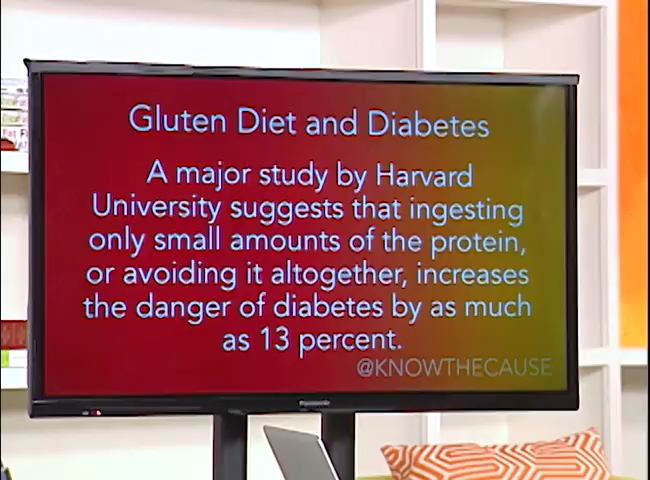 Gluten Diet and Diabetes
A major study by Harvard
University suggests that ingesting
only small amounts of the protein,
or avoiding it altogether, increases
the danger of diabetes by as much
as 13 percent.
@KNOWTHECAUSE
Panasonic